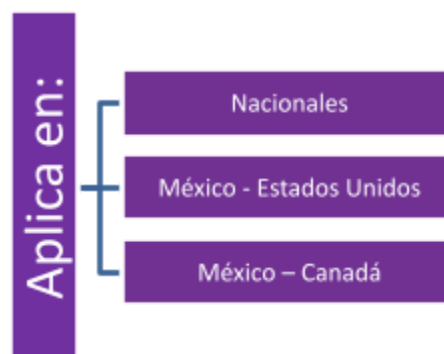 Aplica en:
Nacionales
México - Estados Unidos
México – Canadá